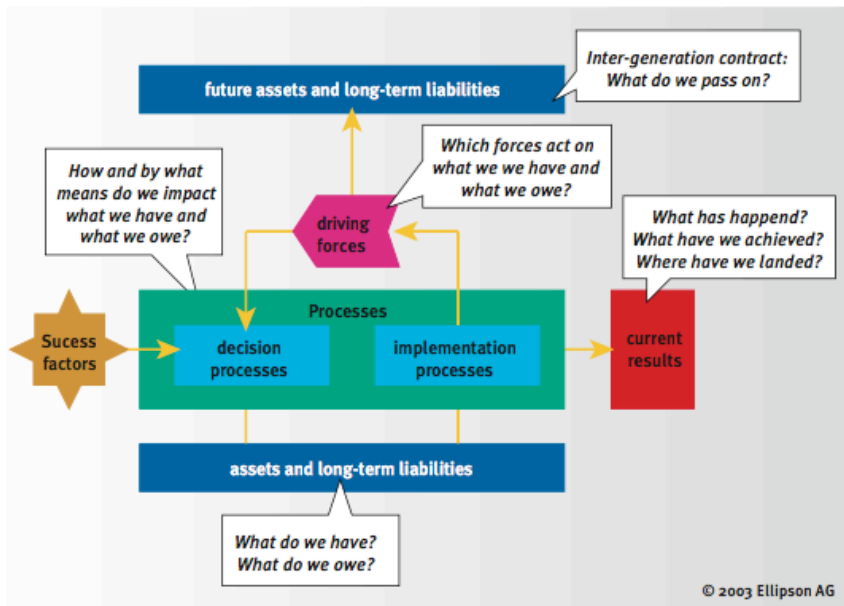 Inter-generation contract:
What do we pass on?
future assets and long-term liabilities
Which forces act on
what we we have and
what we owe?
How and by what
means do we impact
what we have and
what we owe?
driving
forces
What has happend?
What have we achieved?
Where have we landed?
Processes
Sucess
factors
decision
processes
implementation
processes
current
results
assets and long-term liabilities
What do we have?
What do we owe?
© 2003 Ellipson AG